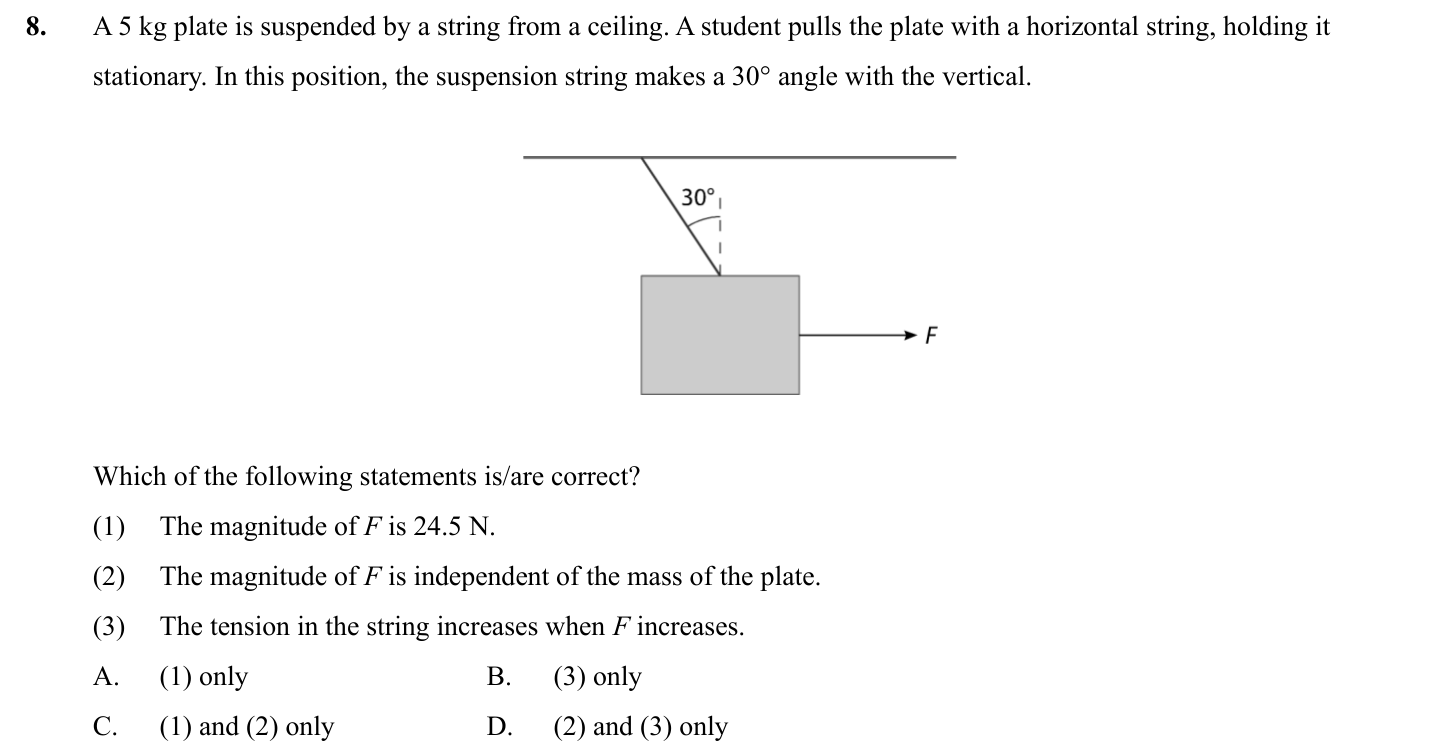 8. A 5 kg plate is suspended by a string from a ceiling. A student pulls the plate with a horizontal string, holding it
stationary. In this position, the suspension string makes a 30° angle with the vertical.
30°
F
Which of the following statements is/are correct?
(1) The magnitude of F is 24.5 N.
(2) The magnitude of F is independent of the mass of the plate.
(3) The tension in the string increases when F increases.
A. (1) only B. (3) only
C. (1) and (2) only D. (2) and (3) only